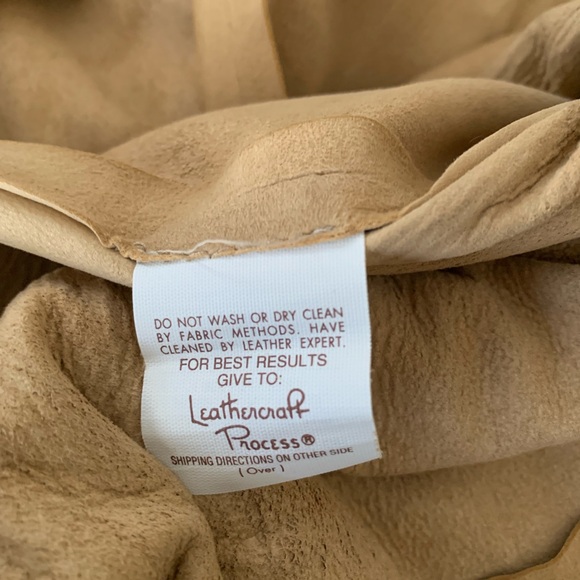 DO NOT WASH OR DRY CLEAN
BY FABRIC METHODS. HAVE
CLEANED BY LEATHER EXPERT.
FOR BEST RESULTS
GIVE TO:
Leathercraft
Process®
SHIPPING DIRECTIONS ON OTHER SIDE
(Over)